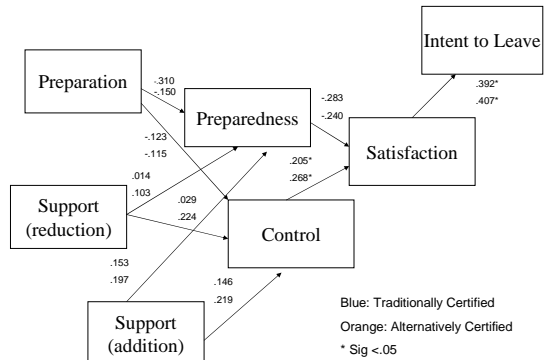 Intent to Leave
.392*
.407*
Preparation
-.310
-.150
Preparedness
-.283
-.240
Satisfaction
-.123
-.115
.205*
.268*
.014
.103
Support
(reduction)
.029
.224
Control
.153
.197
.146
.219
Support
(addition)
Blue: Traditionally Certified
Orange: Alternatively Certified
* Sig <.05